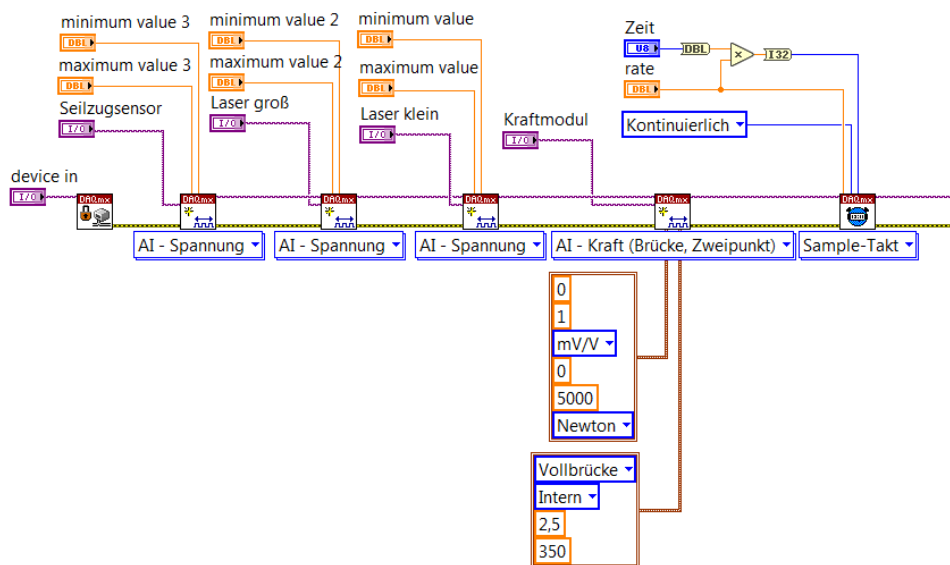 minimum value 3
DBL
maximum value 3
DBL
Seilzugsensor
I/O
minimum value 2
DBL
maximum value 2
DBL
Laser groß
I/O
minimum value
DBL
maximum value
DBL
Laser klein
I/O
Kraftmodul
I/O
Zeit
U8
DBL
×
I32
rate
DBL
Kontinuierlich
device in
I/O
DAQmx
DAQmx
DAQmx
DAQmx
DAQmx
DAQmx
AI - Spannung
AI - Spannung
AI - Spannung
AI - Kraft (Brücke, Zweipunkt)
Sample-Takt
0
1
mV/V
0
5000
Newton
Vollbrücke
Intern
2,5
350